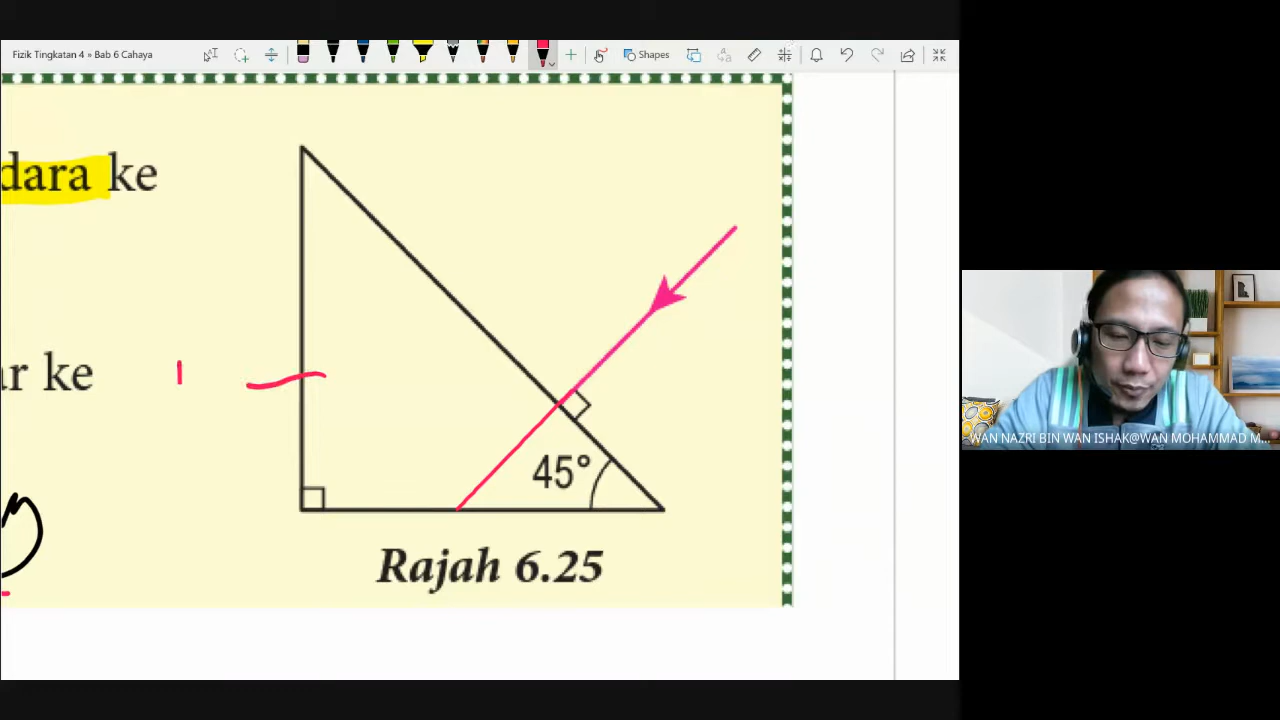 Fizik Tingkatan 4 » Bab 6 Cahaya
Shapes
dara ke
ar ke
45°
Rajah 6.25
WAN NAZRI BIN WAN ISHAK@WAN MOHAMMAD M...